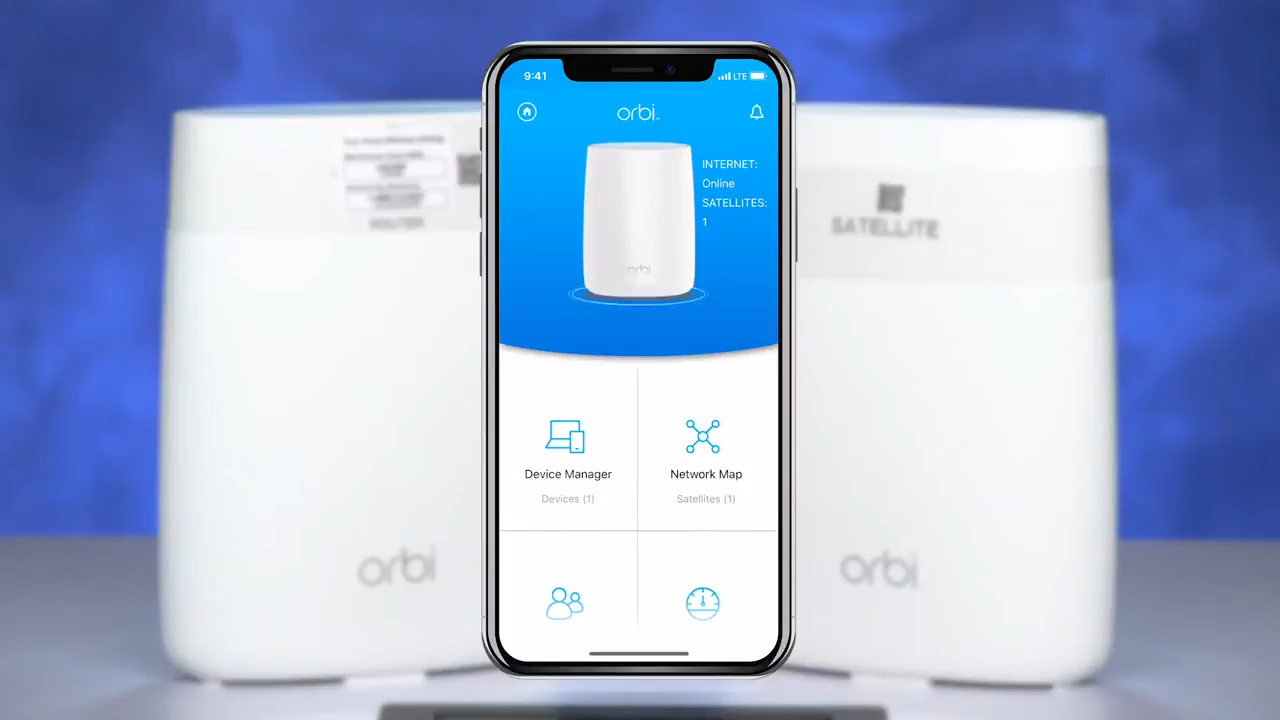 9:41
LTE
orbi
INTERNET:
Online
SATELLITES:
1
orbi
Device Manager
Devices (1)
Network Map
Satellites (1)
ROUTER
SATELLITE
orbi
orbi